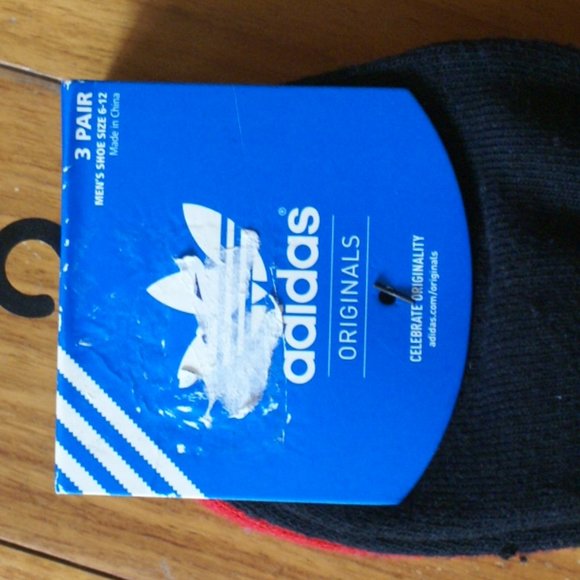 3 PAIR
MEN'S SHOE SIZE 6-12
Made in China
adidas®
ORIGINALS
CELEBRATE ORIGINALITY
adidas.com/originals